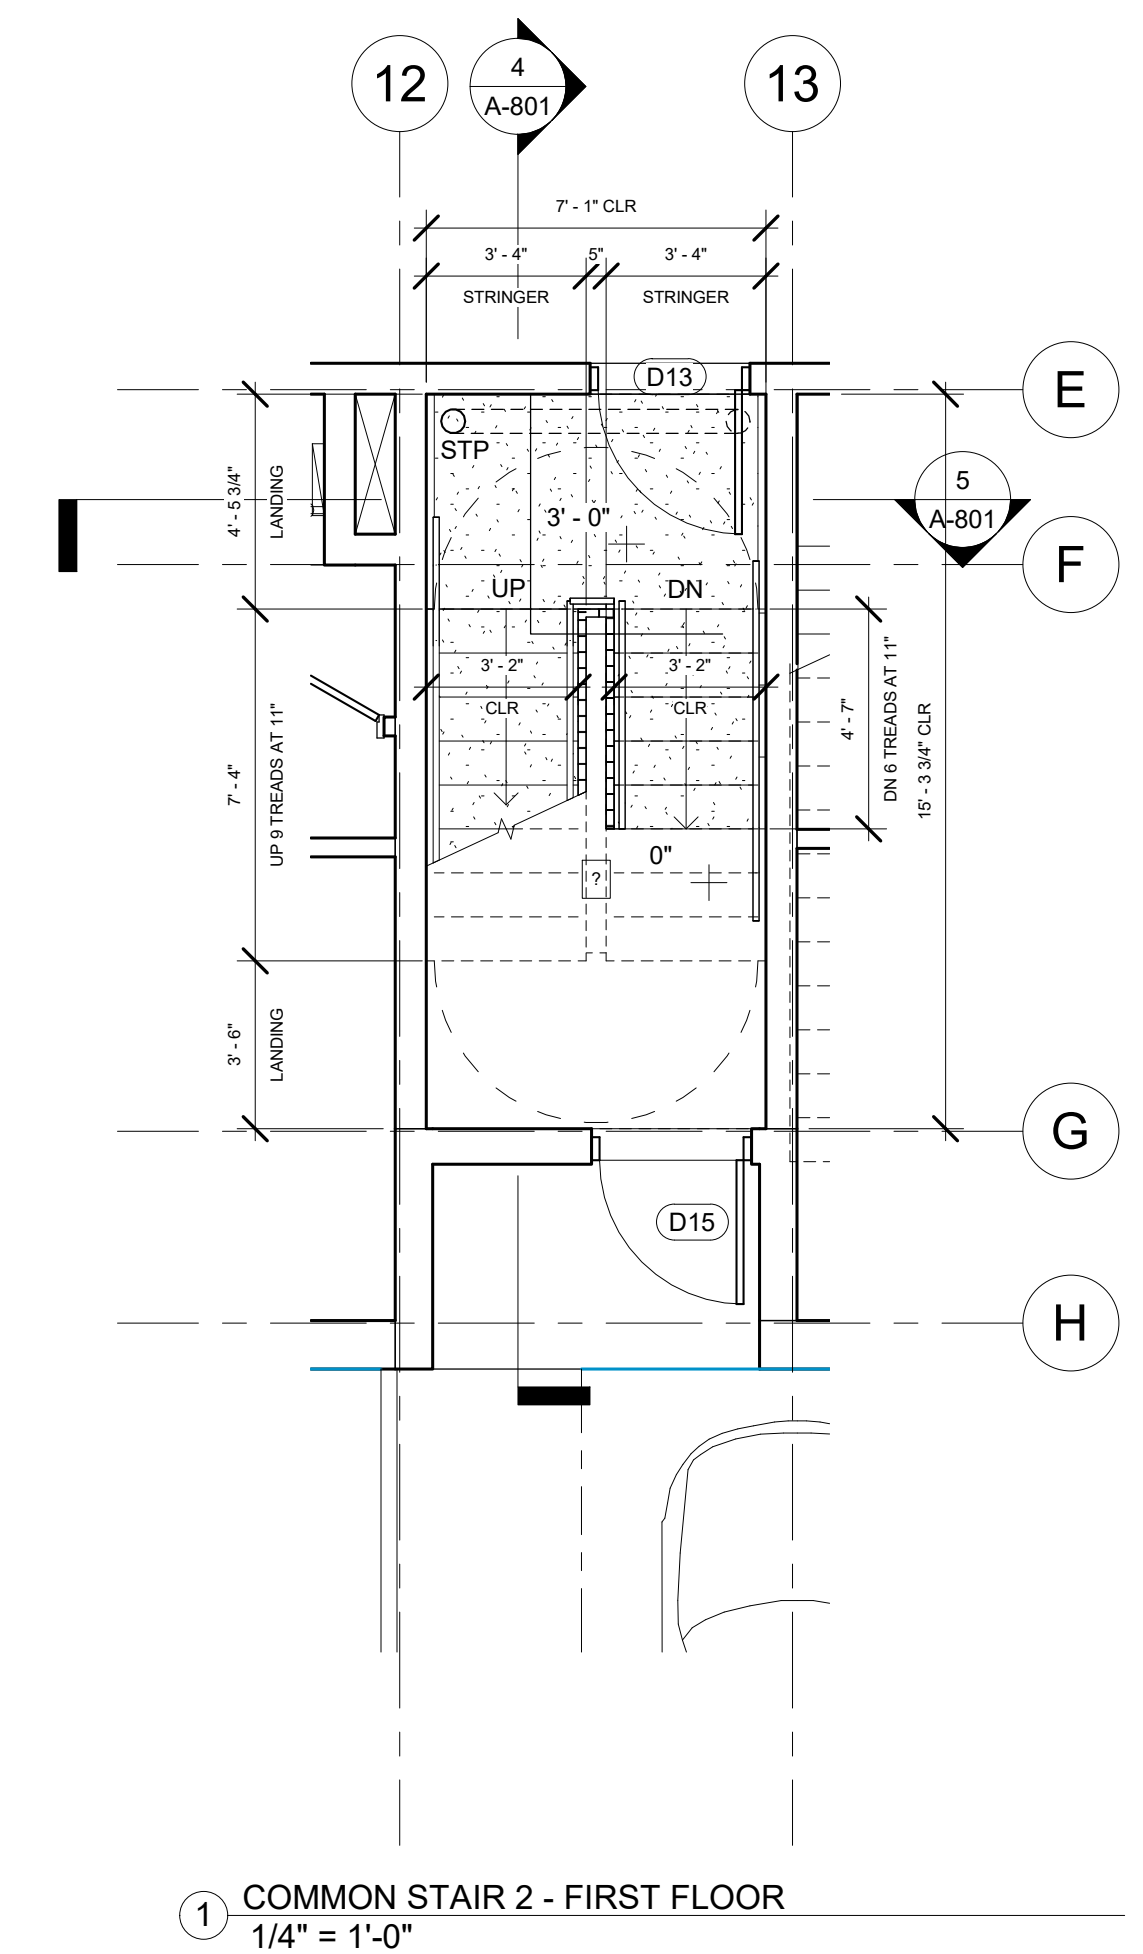 12
4
A-801
13
7' - 1" CLR
3' - 4"
5"
3' - 4"
STRINGER
STRINGER
D13
E
STP
4' - 5 3/4"
LANDING
3' - 0"
5
A-801
F
UP
DN
3' - 2"
CLR
3' - 2"
CLR
7' - 4"
UP 9 TREADS AT 11"
4' - 7"
DN 6 TREADS AT 11"
15' - 3 3/4" CLR
0"
?
3' - 6"
LANDING
G
D15
H
1
COMMON STAIR 2 - FIRST FLOOR
1/4" = 1'-0"